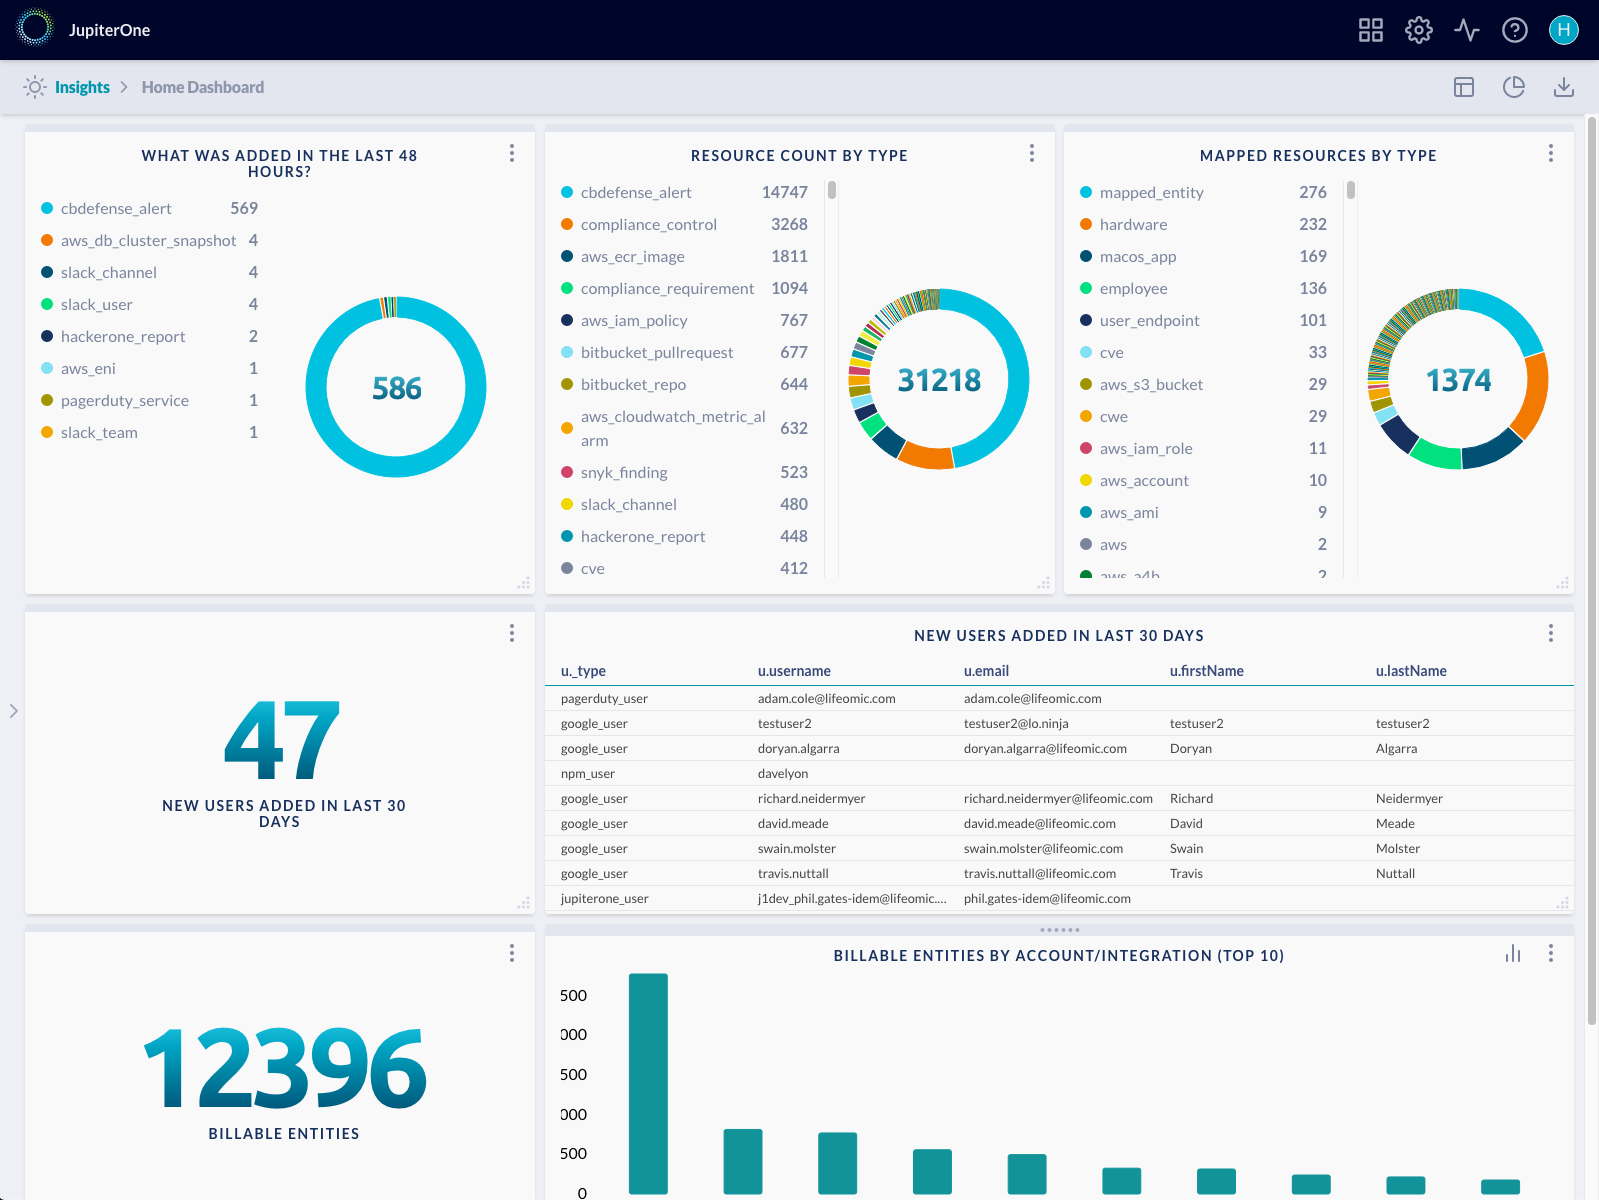 JupiterOne
H
Insights
Home Dashboard
WHAT WAS ADDED IN THE LAST 48
HOURS?
cbdefense_alert 569
aws_db_cluster_snapshot 4
slack_channel 4
slack_user 4
hackerone_report 2
aws_eni 1
pagerduty_service 1
slack_team 1
586
RESOURCE COUNT BY TYPE
cbdefense_alert 14747
compliance_control 3268
aws_ecr_image 1811
compliance_requirement 1094
aws_iam_policy 767
bitbucket_pullrequest 677
bitbucket_repo 644
aws_cloudwatch_metric_al
arm 632
snyk_finding 523
slack_channel 480
hackerone_report 448
cve 412
31218
MAPPED RESOURCES BY TYPE
mapped_entity 276
hardware 232
macos_app 169
employee 136
user_endpoint 101
cve 33
aws_s3_bucket 29
cwe 29
aws_iam_role 11
aws_account 10
aws_ami 9
aws 2
aws_a4b 2
1374
47
NEW USERS ADDED IN LAST 30
DAYS
NEW USERS ADDED IN LAST 30 DAYS
u._type u.username u.email u.firstName u.lastName
pagerduty_user adam.cole@lifeomic.com adam.cole@lifeomic.com
google_user testuser2 testuser2@lo.ninja testuser2 testuser2
google_user doryan.algarra doryan.algarra@lifeomic.com Doryan Algarra
npm_user davelyon
google_user richard.neidermyer richard.neidermyer@lifeomic.com Richard Neidermyer
google_user david.meade david.meade@lifeomic.com David Meade
google_user swain.molster swain.molster@lifeomic.com Swain Molster
google_user travis.nuttall travis.nuttall@lifeomic.com Travis Nuttall
jupiterone_user j1dev_phil.gates-idem@lifeomic.... phil.gates-idem@lifeomic.com
12396
BILLABLE ENTITIES
BILLABLE ENTITIES BY ACCOUNT/INTEGRATION (TOP 10)
500
000
500
000
500
0